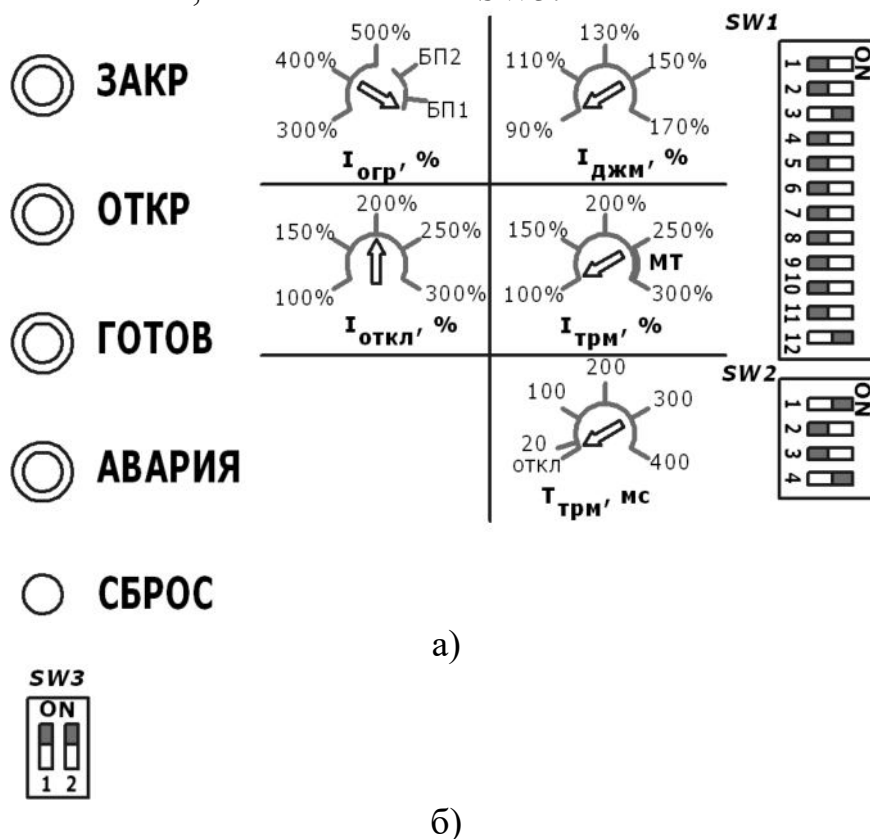 ЗАКР
ОТКР
ГОТОВ
АВАРИЯ
СБРОС
500%
400%
БП2
БП1
300%
Iогр, %
130%
110%
150%
90%
170%
Iджм, %
200%
150%
250%
100%
300%
Iоткл, %
200%
150%
250%
МТ
100%
300%
Iтрм, %
200
100
300
20
откл
400
Tтрм, мс
SW1
ON
1
2
3
4
5
6
7
8
9
10
11
12
SW2
ON
1
2
3
4
а)
SW3
ON
1 2
б)